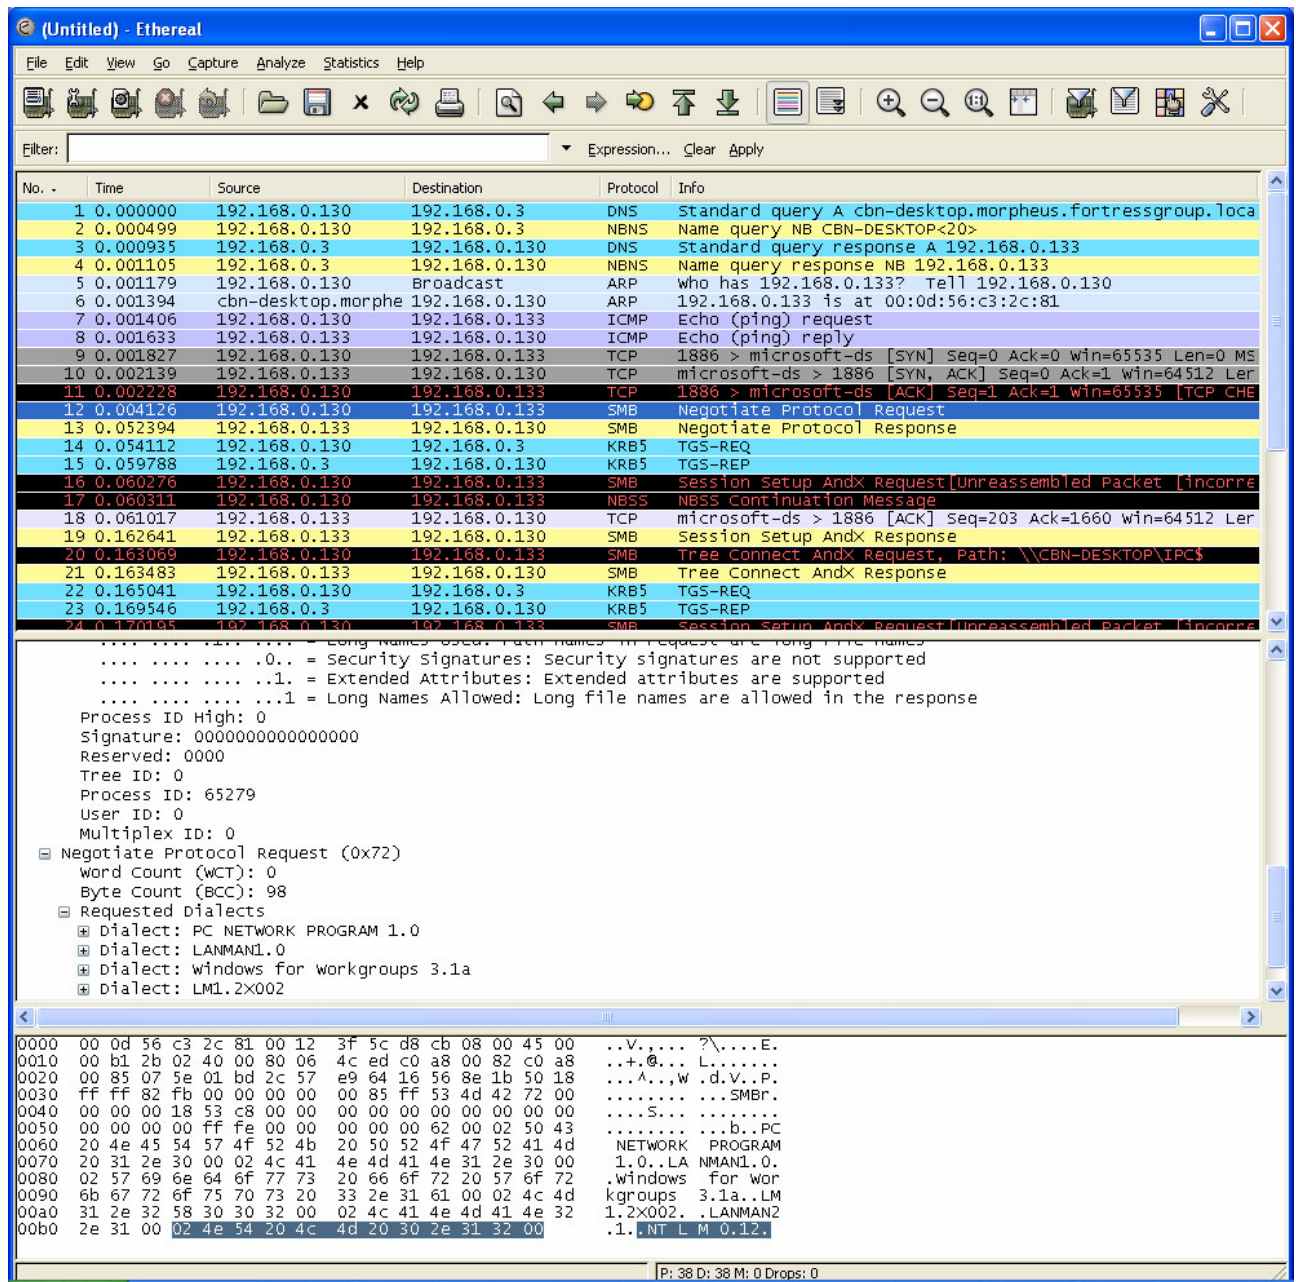 (Untitled) - Ethereal
File Edit View Go Capture Analyze Statistics Help
Filter: Expression... Clear Apply
No. - Time Source Destination Protocol Info
1 0.000000 192.168.0.130 192.168.0.3 DNS Standard query A cbn-desktop.morpheus.fortressgroup.loca
2 0.000499 192.168.0.130 192.168.0.3 NBNS Name query NB CBN-DESKTOP<20>
3 0.000935 192.168.0.3 192.168.0.130 DNS Standard query response A 192.168.0.133
4 0.001105 192.168.0.3 192.168.0.130 NBNS Name query response NB 192.168.0.133
5 0.001179 192.168.0.130 Broadcast ARP Who has 192.168.0.133? Tell 192.168.0.130
6 0.001394 cbn-desktop.morphe 192.168.0.130 ARP 192.168.0.133 is at 00:0d:56:c3:2c:81
7 0.001406 192.168.0.130 192.168.0.133 ICMP Echo (ping) request
8 0.001633 192.168.0.133 192.168.0.130 ICMP Echo (ping) reply
9 0.001827 192.168.0.130 192.168.0.133 TCP 1886 > microsoft-ds [SYN] Seq=0 Ack=0 Win=65535 Len=0 MS
10 0.002139 192.168.0.133 192.168.0.130 TCP microsoft-ds > 1886 [SYN, ACK] Seq=0 Ack=1 Win=64512 Ler
11 0.002228 192.168.0.130 192.168.0.133 TCP 1886 > microsoft-ds [ACK] Seq=1 Ack=1 Win=65535 [TCP CHE
12 0.004126 192.168.0.130 192.168.0.133 SMB Negotiate Protocol Request
13 0.052394 192.168.0.133 192.168.0.130 SMB Negotiate Protocol Response
14 0.054112 192.168.0.130 192.168.0.3 KRB5 TGS-REQ
15 0.059788 192.168.0.3 192.168.0.130 KRB5 TGS-REP
16 0.060276 192.168.0.130 192.168.0.133 SMB Session Setup AndX Request[Unreassembled Packet [incorre
17 0.060311 192.168.0.130 192.168.0.133 NBSS NBSS Continuation Message
18 0.061017 192.168.0.133 192.168.0.130 TCP microsoft-ds > 1886 [ACK] Seq=203 Ack=1660 Win=64512 Ler
19 0.162641 192.168.0.133 192.168.0.130 SMB Session Setup AndX Response
20 0.163069 192.168.0.130 192.168.0.133 SMB Tree Connect AndX Request, Path: \\CBN-DESKTOP\IPC$
21 0.163483 192.168.0.133 192.168.0.130 SMB Tree Connect AndX Response
22 0.165041 192.168.0.130 192.168.0.3 KRB5 TGS-REQ
23 0.169546 192.168.0.3 192.168.0.130 KRB5 TGS-REP
24 0.170195 192.168.0.130 192.168.0.133 SMB Session Setup AndX Request[Unreassembled Packet [incorre
.... .... .... .1.. .... = Long Names Used: Path names in request are long file names
.... .... .... .0.. = Security Signatures: Security signatures are not supported
.... .... .... ..1. = Extended Attributes: Extended attributes are supported
.... .... .... ...1 = Long Names Allowed: Long file names are allowed in the response
Process ID High: 0
Signature: 0000000000000000
Reserved: 0000
Tree ID: 0
Process ID: 65279
User ID: 0
Multiplex ID: 0
Negotiate Protocol Request (0x72)
Word Count (WCT): 0
Byte Count (BCC): 98
Requested Dialects
Dialect: PC NETWORK PROGRAM 1.0
Dialect: LANMAN1.0
Dialect: Windows for Workgroups 3.1a
Dialect: LM1.2X002
0000 00 0d 56 c3 2c 81 00 12 3f 5c d8 cb 08 00 45 00 ..V.,... ?\....E.
0010 00 b1 2b 02 40 00 80 06 4c ed c0 a8 00 82 c0 a8 ..+.@... L.......
0020 00 85 07 5e 01 bd 2c 57 e9 64 16 56 8e 1b 50 18 ...^..,W .d.V..P.
0030 ff ff 82 fb 00 00 00 00 00 85 ff 53 4d 42 72 00 ........ ...SMBr.
0040 00 00 00 18 53 c8 00 00 00 00 00 00 00 00 00 00 ....S... ........
0050 00 00 00 00 ff fe 00 00 00 00 00 62 00 02 50 43 ........ ...b..PC
0060 20 4e 45 54 57 4f 52 4b 20 50 52 4f 47 52 41 4d NETWORK PROGRAM
0070 20 31 2e 30 00 02 4c 41 4e 4d 41 4e 31 2e 30 00 1.0..LA NMAN1.0.
0080 02 57 69 6e 64 6f 77 73 20 66 6f 72 20 57 6f 72 .Windows for Wor
0090 6b 67 72 6f 75 70 73 20 33 2e 31 61 00 02 4c 4d kgroups 3.1a..LM
00a0 31 2e 32 58 30 30 32 00 02 4c 41 4e 4d 41 4e 32 1.2X002. .LANMAN2
00b0 2e 31 00 02 4e 54 20 4c 4d 20 30 2e 31 32 00 .1..NT L M 0.12.
P: 38 D: 38 M: 0 Drops: 0